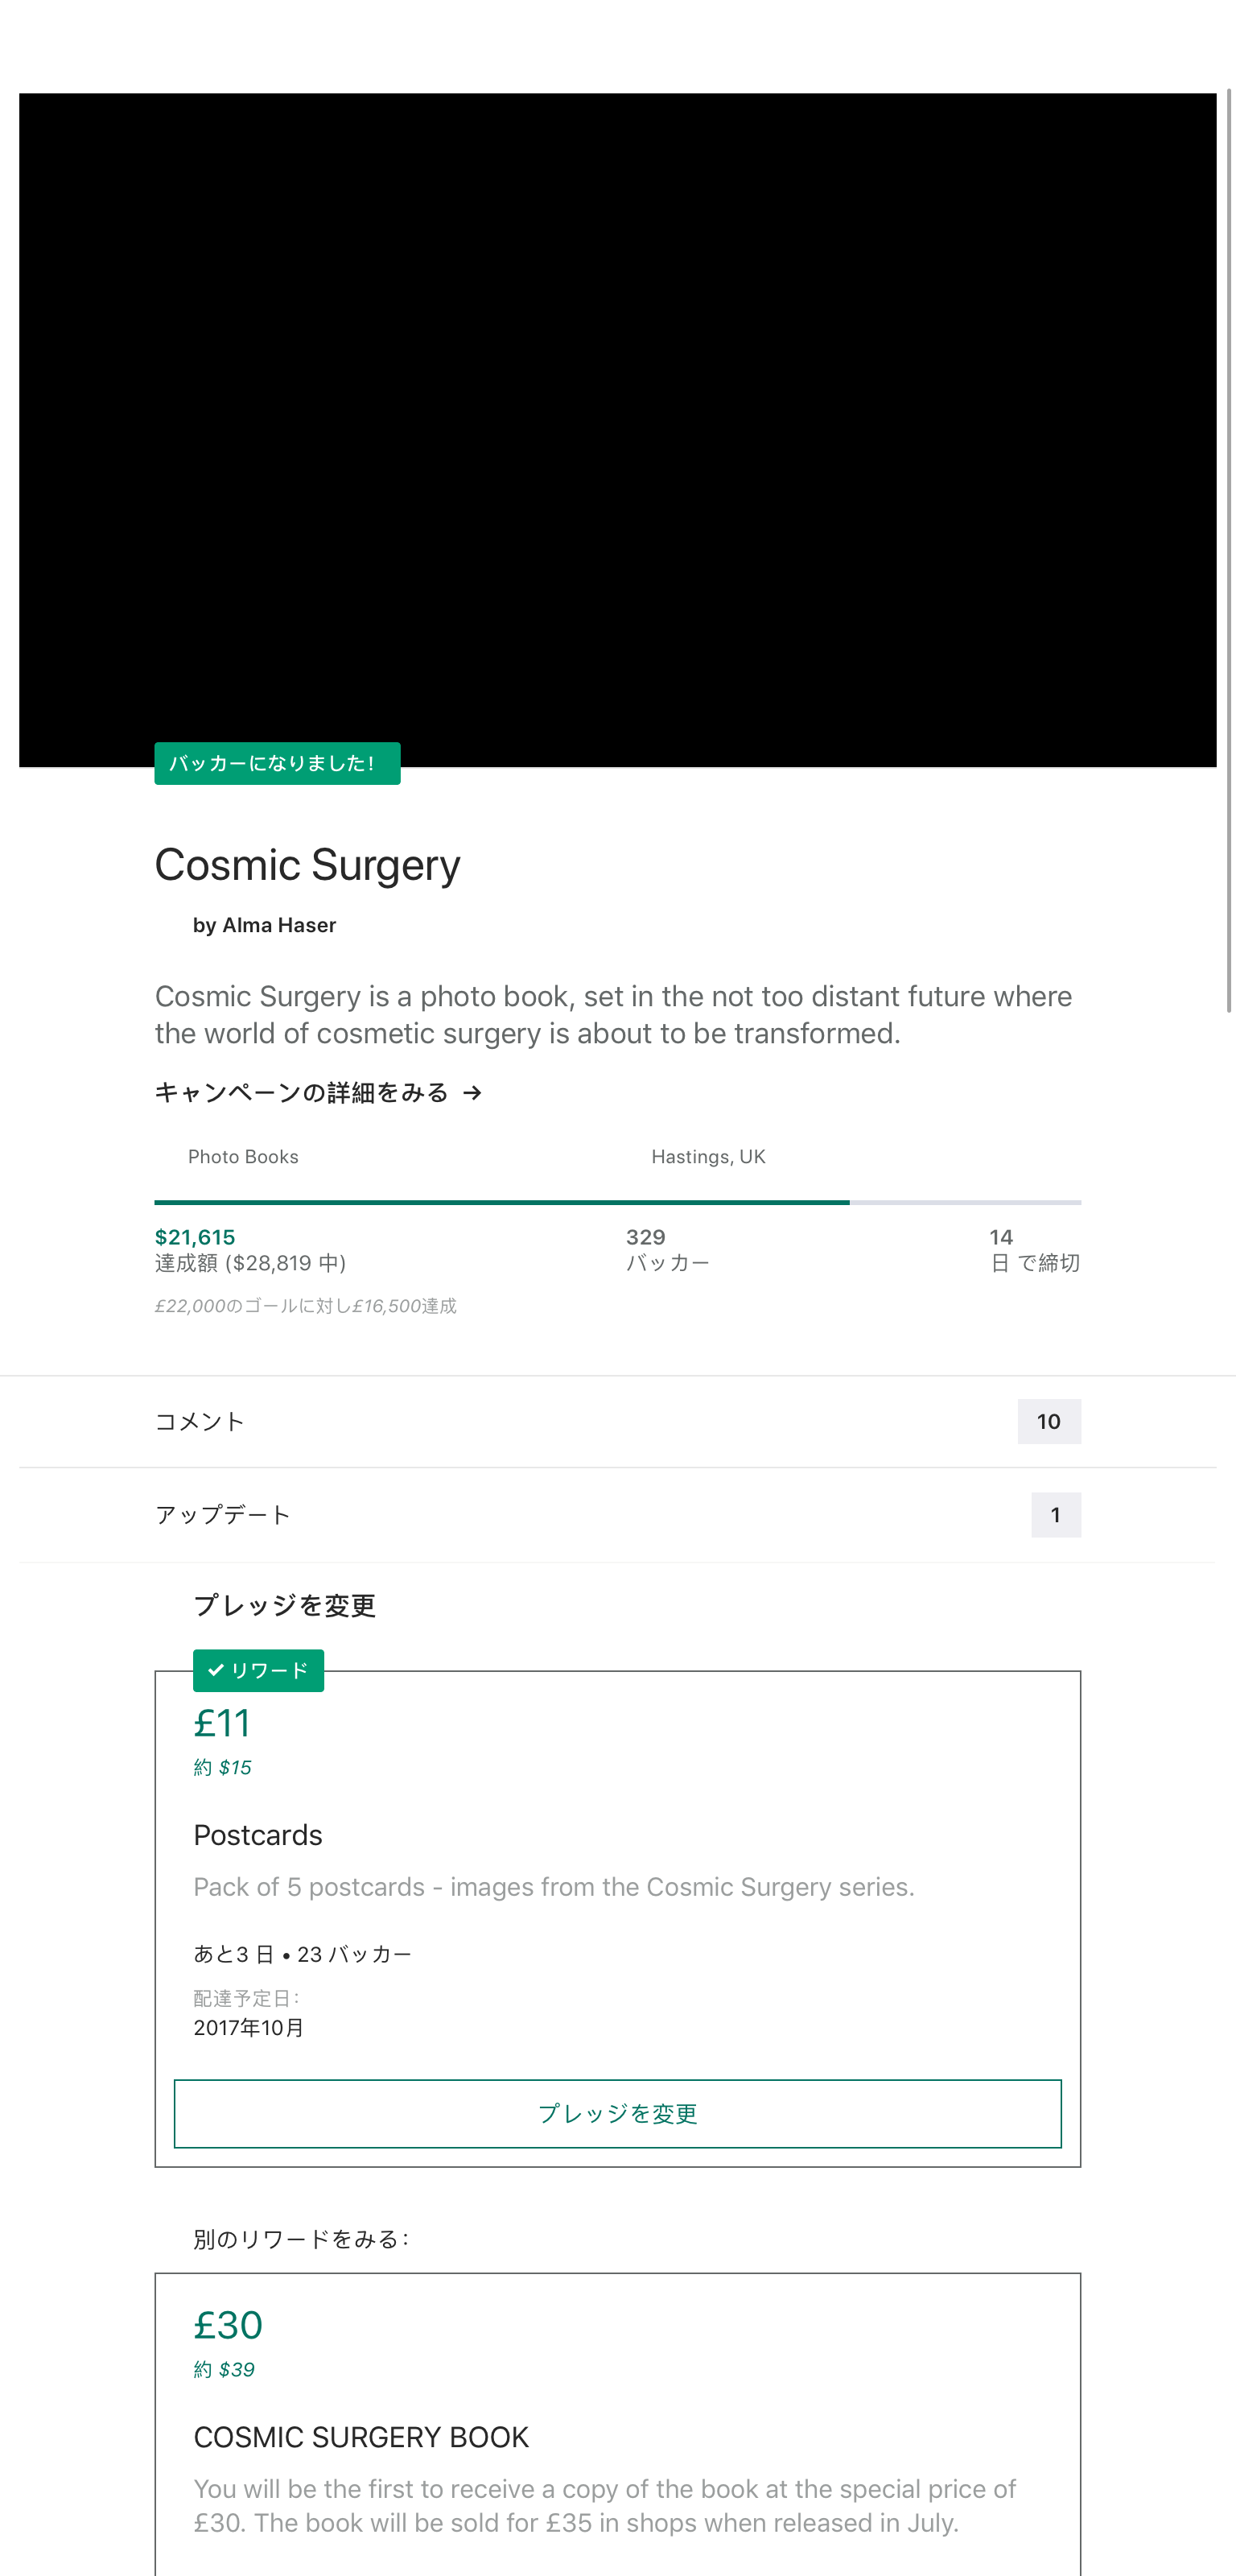 バッカーになりました！
Cosmic Surgery
by Alma Haser
Cosmic Surgery is a photo book, set in the not too distant future where
the world of cosmetic surgery is about to be transformed.
キャンペーンの詳細をみる →
Photo Books Hastings, UK
$21,615 329 14
達成額 ($28,819 中) バッカー 日 で締切
£22,000のゴールに対し£16,500達成
コメント 10
アップデート 1
プレッジを変更
✔ リワード
£11
約 $15
Postcards
Pack of 5 postcards - images from the Cosmic Surgery series.
あと3 日 • 23 バッカー
配達予定日：
2017年10月
プレッジを変更
別のリワードをみる：
£30
約 $39
COSMIC SURGERY BOOK
You will be the first to receive a copy of the book at the special price of
£30. The book will be sold for £35 in shops when released in July.